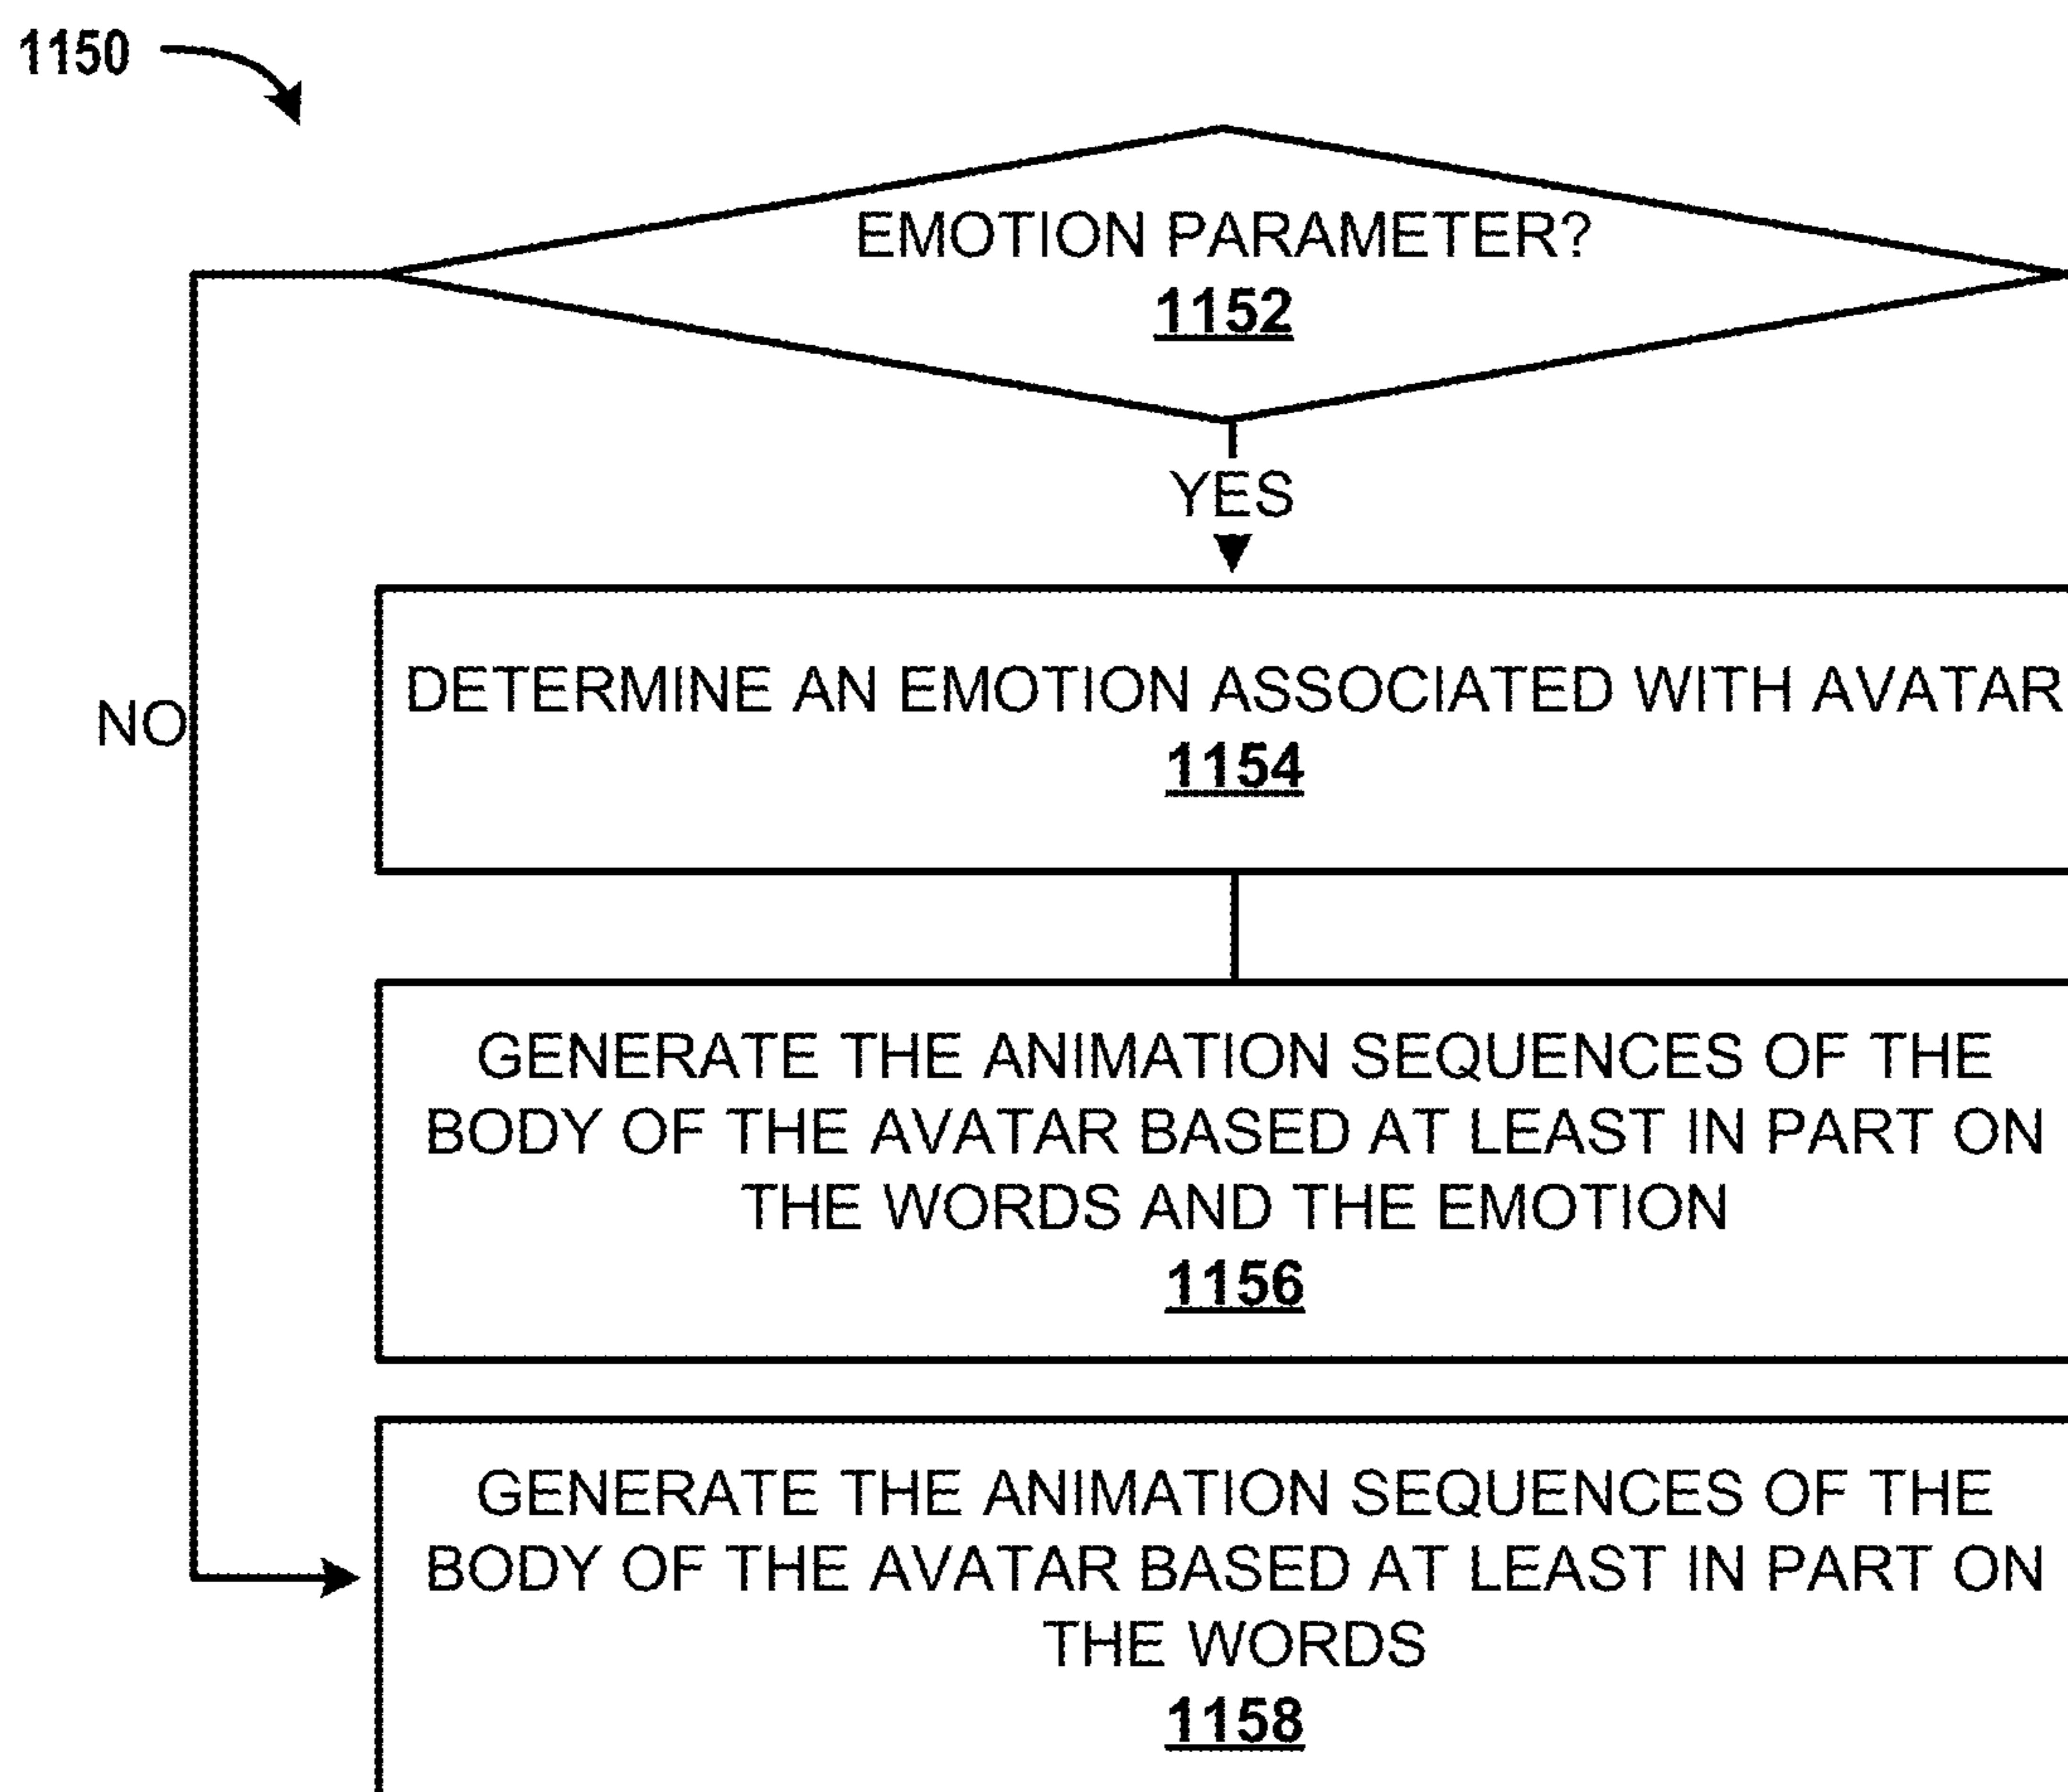 1150
EMOTION PARAMETER?
1152
YES
DETERMINE AN EMOTION ASSOCIATED WITH AVATAR
1154
NO
GENERATE THE ANIMATION SEQUENCES OF THE
BODY OF THE AVATAR BASED AT LEAST IN PART ON
THE WORDS AND THE EMOTION
1156
GENERATE THE ANIMATION SEQUENCES OF THE
BODY OF THE AVATAR BASED AT LEAST IN PART ON
THE WORDS
1158